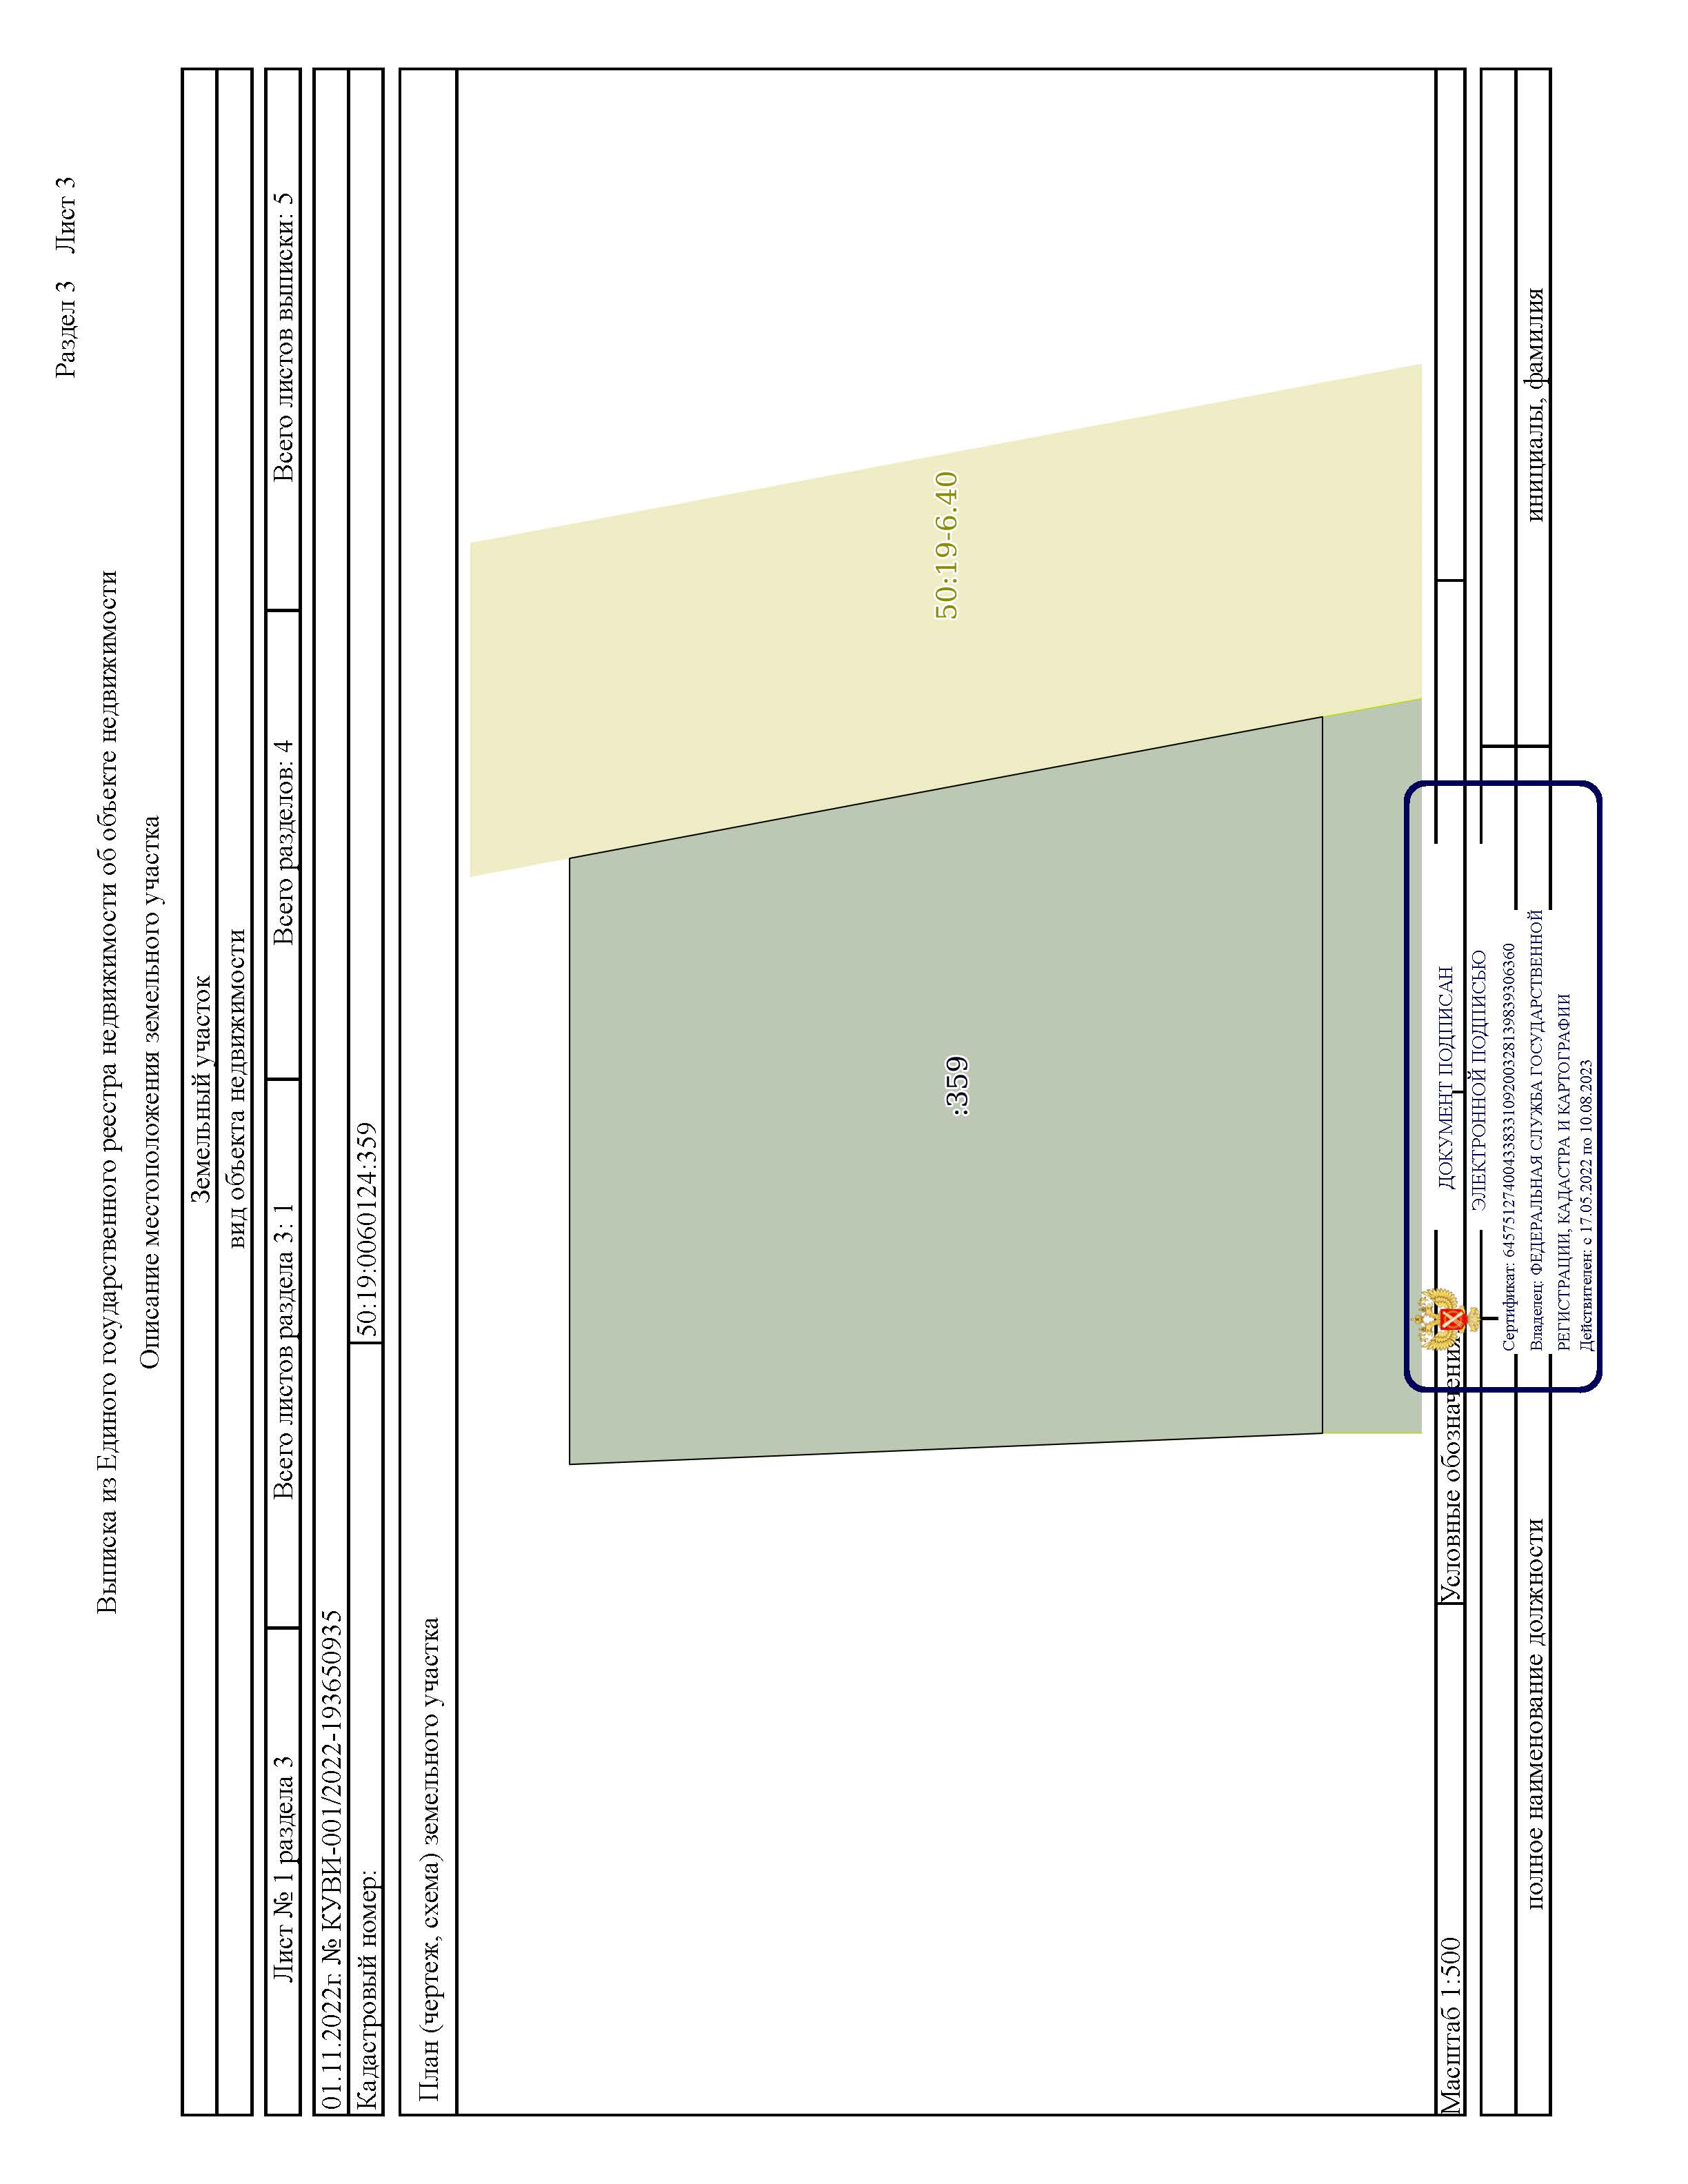 Раздел 3 Лист 3
Выписка из Единого государственного реестра недвижимости об объекте недвижимости
Описание местоположения земельного участка
Земельный участок
вид объекта недвижимости
Лист № 1 раздела 3 Всего листов раздела 3: 1 Всего разделов: 4 Всего листов выписки: 5
01.11.2022г. № КУВИ-001/2022-193650935
Кадастровый номер: 50:19:0060124:359
План (чертеж, схема) земельного участка
50:19-6.40
:359
Масштаб 1:500 Условные обозначения
ДОКУМЕНТ ПОДПИСАН
ЭЛЕКТРОННОЙ ПОДПИСЬЮ
Сертификат: 64575127400433833109200328139839306360
Владелец: ФЕДЕРАЛЬНАЯ СЛУЖБА ГОСУДАРСТВЕННОЙ
РЕГИСТРАЦИИ, КАДАСТРА И КАРТОГРАФИИ
Действителен: с 17.05.2022 по 10.08.2023
полное наименование должности инициалы, фамилия